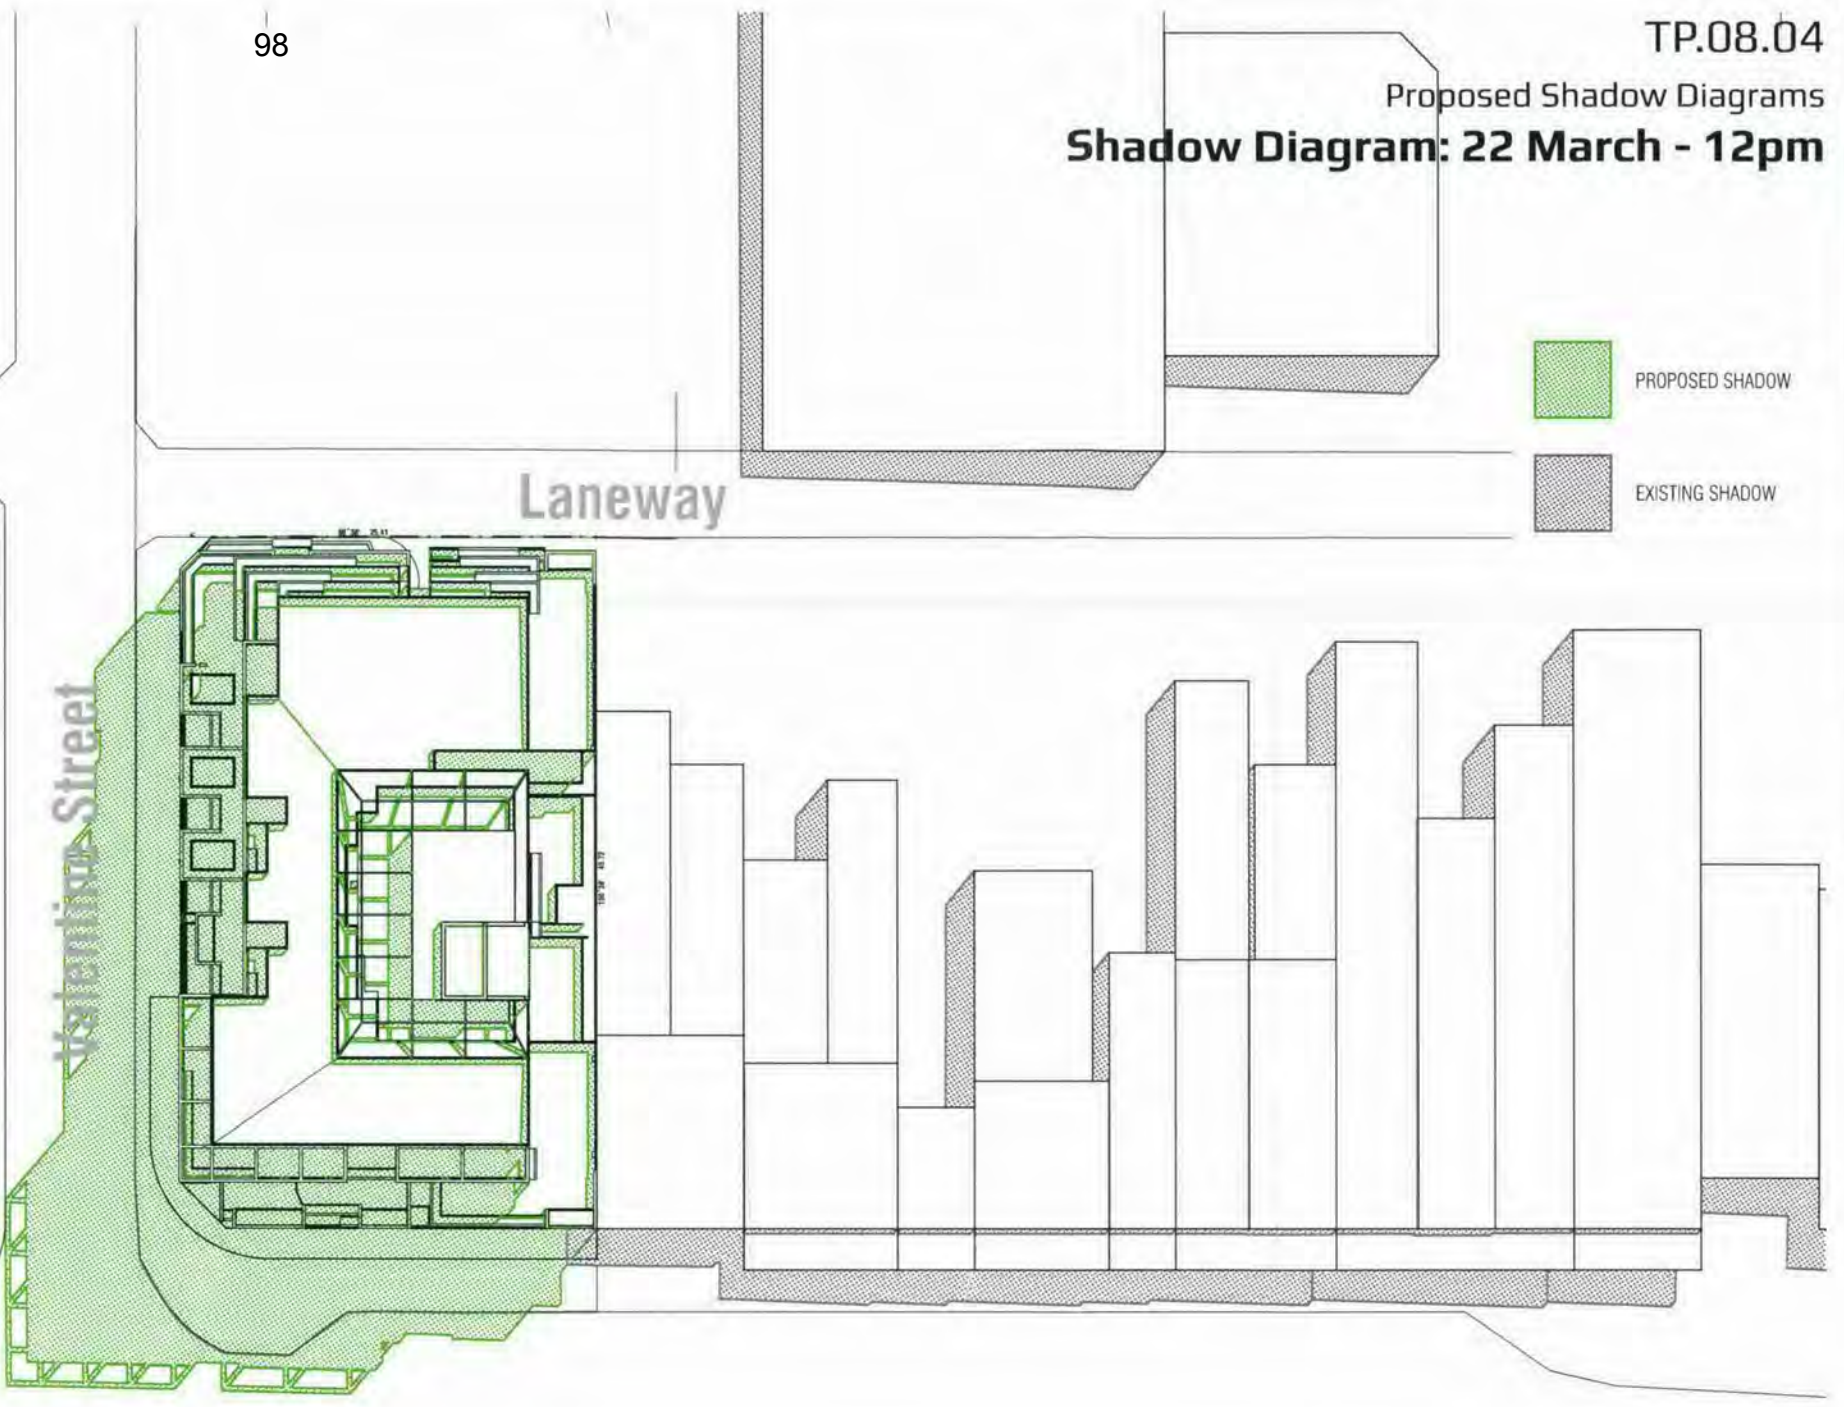 98
TP.08.04
Proposed Shadow Diagrams
Shadow Diagram: 22 March - 12pm
PROPOSED SHADOW
EXISTING SHADOW
Laneway
Valentine Street